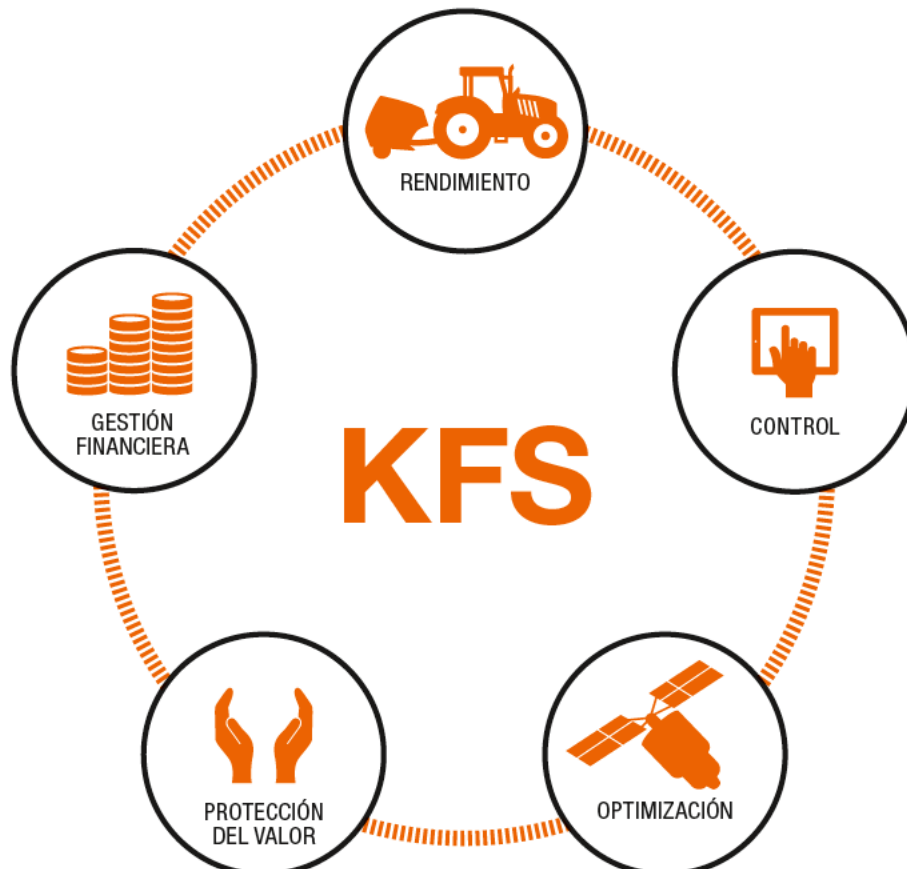 RENDIMIENTO
CONTROL
OPTIMIZACIÓN
PROTECCIÓN
DEL VALOR
GESTIÓN
FINANCIERA
KFS